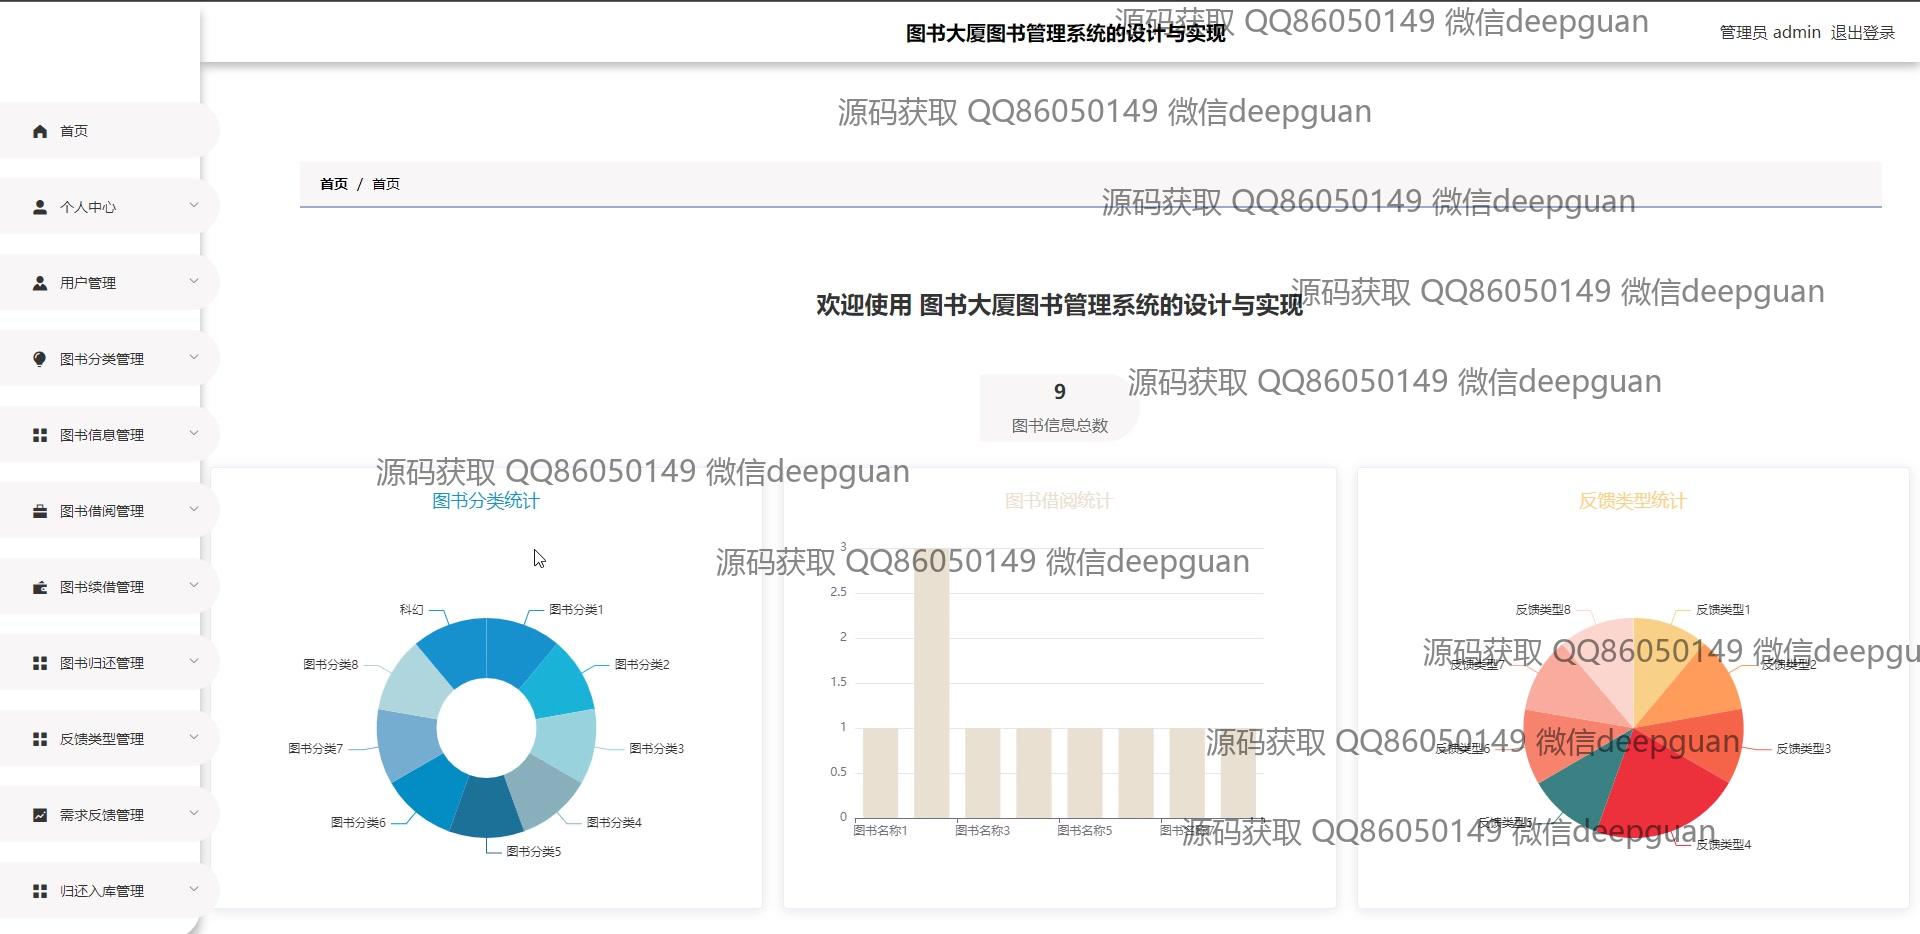 图书大厦图书管理系统的设计与实现
源码获取 QQ86050149 微信deepguan
管理员 admin 退出登录
源码获取 QQ86050149 微信deepguan
首页
首页 / 首页
源码获取 QQ86050149 微信deepguan
个人中心
用户管理
源码获取 QQ86050149 微信deepguan
欢迎使用 图书大厦图书管理系统的设计与实现
图书分类管理
源码获取 QQ86050149 微信deepguan
9
图书信息总数
图书信息管理
图书借阅管理
图书续借管理
图书归还管理
反馈类型管理
需求反馈管理
归还入库管理
源码获取 QQ86050149 微信deepguan
图书分类统计
科幻
图书分类1
图书分类8
图书分类2
图书分类7
图书分类3
图书分类6
图书分类4
图书分类5
图书借阅统计
源码获取 QQ86050149 微信deepguan
3
2.5
2
1.5
1
0.5
0
图书名称1
图书名称3
图书名称5
图书名称7
反馈类型统计
反馈类型8
反馈类型1
源码获取 QQ86050149 微信deepgu
反馈类型7
反馈类型2
源码获取 QQ86050149 微信deepguan
反馈类型6
反馈类型3
反馈类型5
源码获取 QQ86050149 微信deepguan
反馈类型4